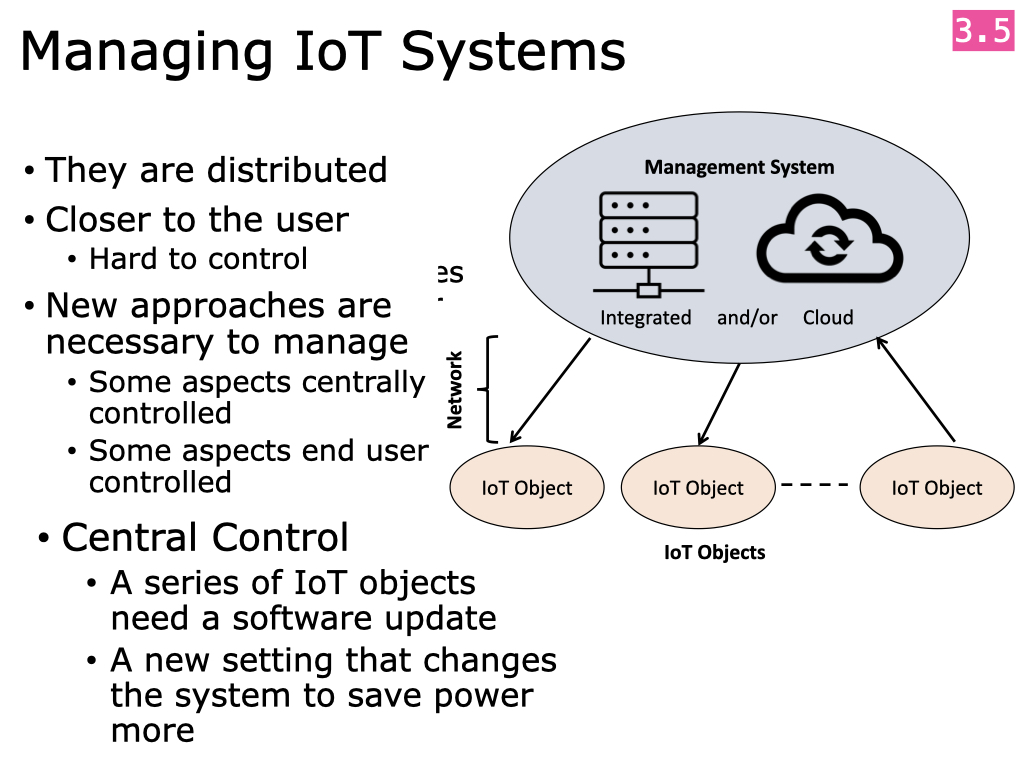 Managing IoT Systems
3.5
• They are distributed
• Closer to the user
• Hard to control
• New approaches are
necessary to manage
• Some aspects centrally
controlled
• Some aspects end user
controlled
• Central Control
• A series of IoT objects
need a software update
• A new setting that changes
the system to save power
more
es
Management System
Integrated and/or Cloud
Network
IoT Object IoT Object IoT Object
IoT Objects